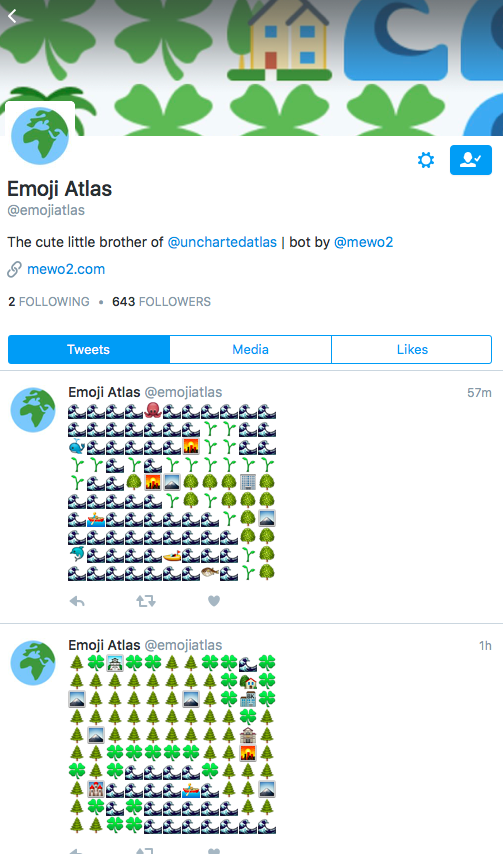 Emoji Atlas
@emojiatlas
The cute little brother of @unchartedatlas | bot by @mewo2
mewo2.com
2 FOLLOWING • 643 FOLLOWERS
Tweets
Media
Likes
Emoji Atlas @emojiatlas
57m
Emoji Atlas @emojiatlas
1h